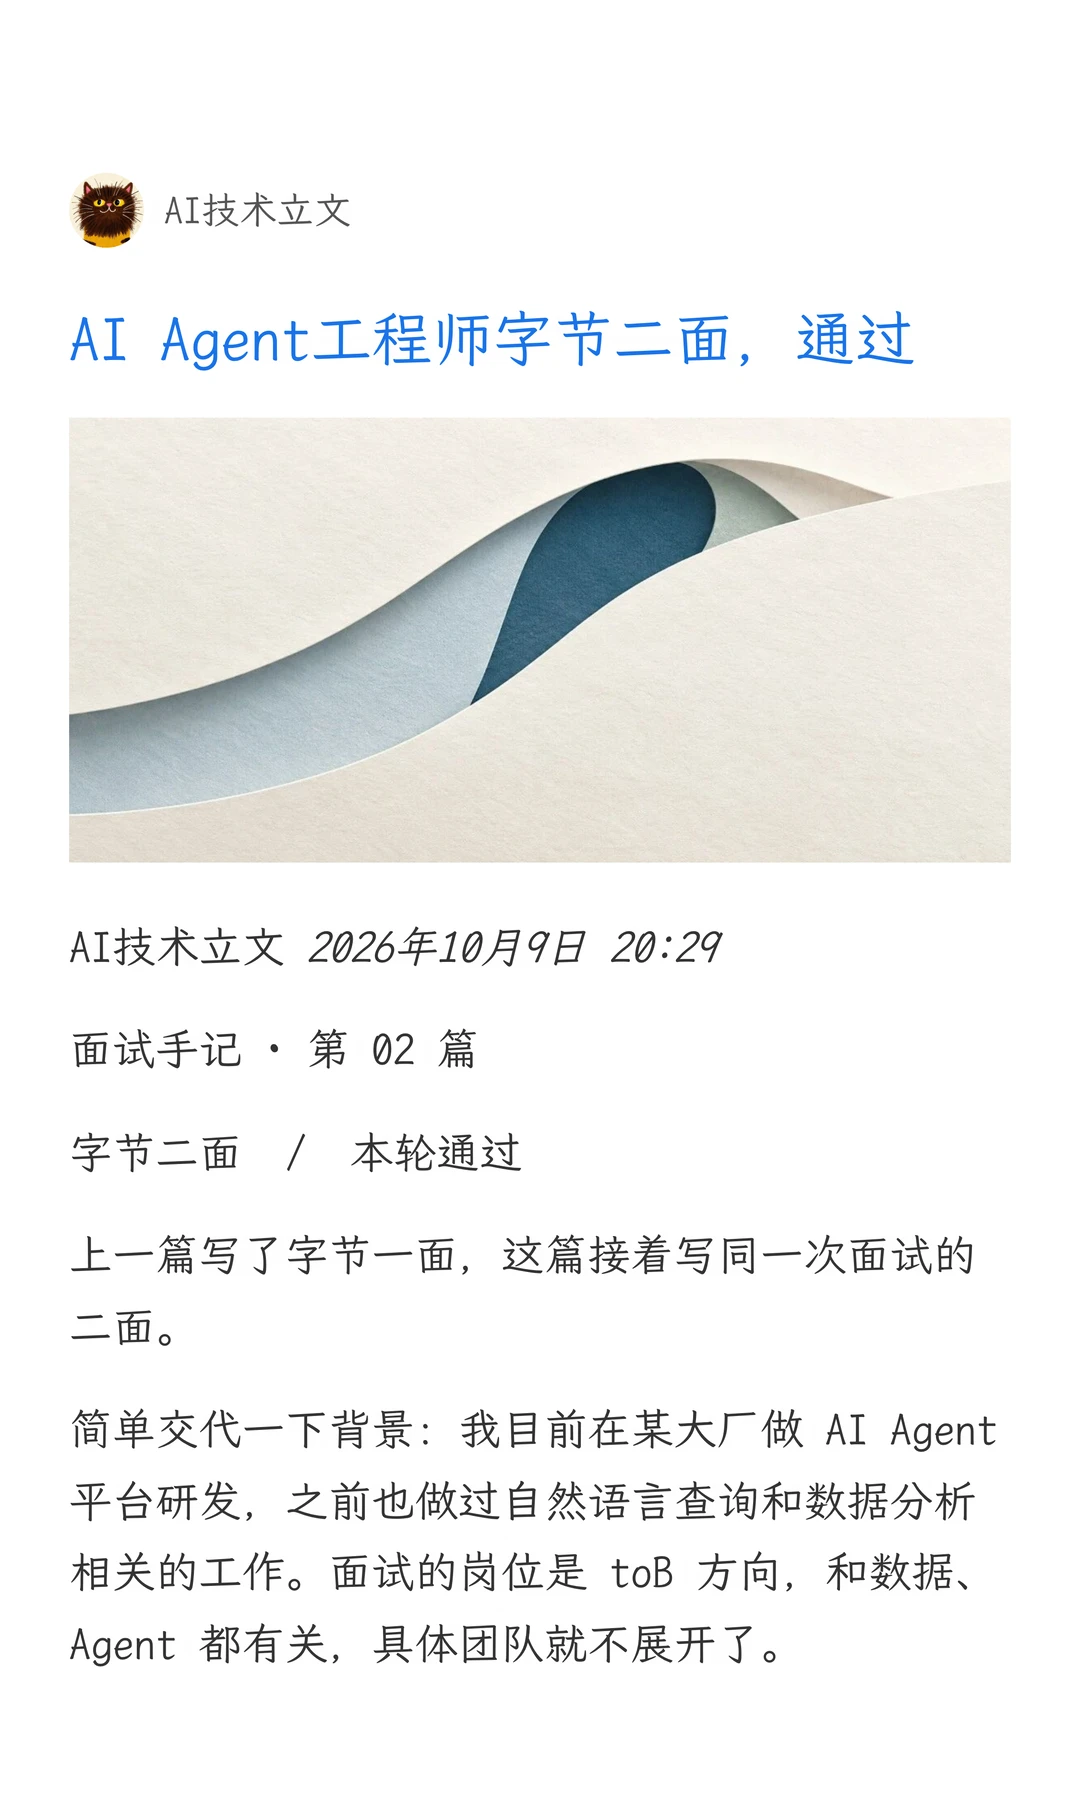 AI技术立文
AI Agent工程师字节二面，通过
AI技术立文 2026年10月9日 20:29
面试手记 · 第 02 篇
字节二面 / 本轮通过
上一篇写了字节一面，这篇接着写同一次面试的
二面。
简单交代一下背景：我目前在某大厂做 AI Agent
平台研发，之前也做过自然语言查询和数据分析
相关的工作。面试的岗位是 toB 方向，和数据、
Agent 都有关，具体团队就不展开了。